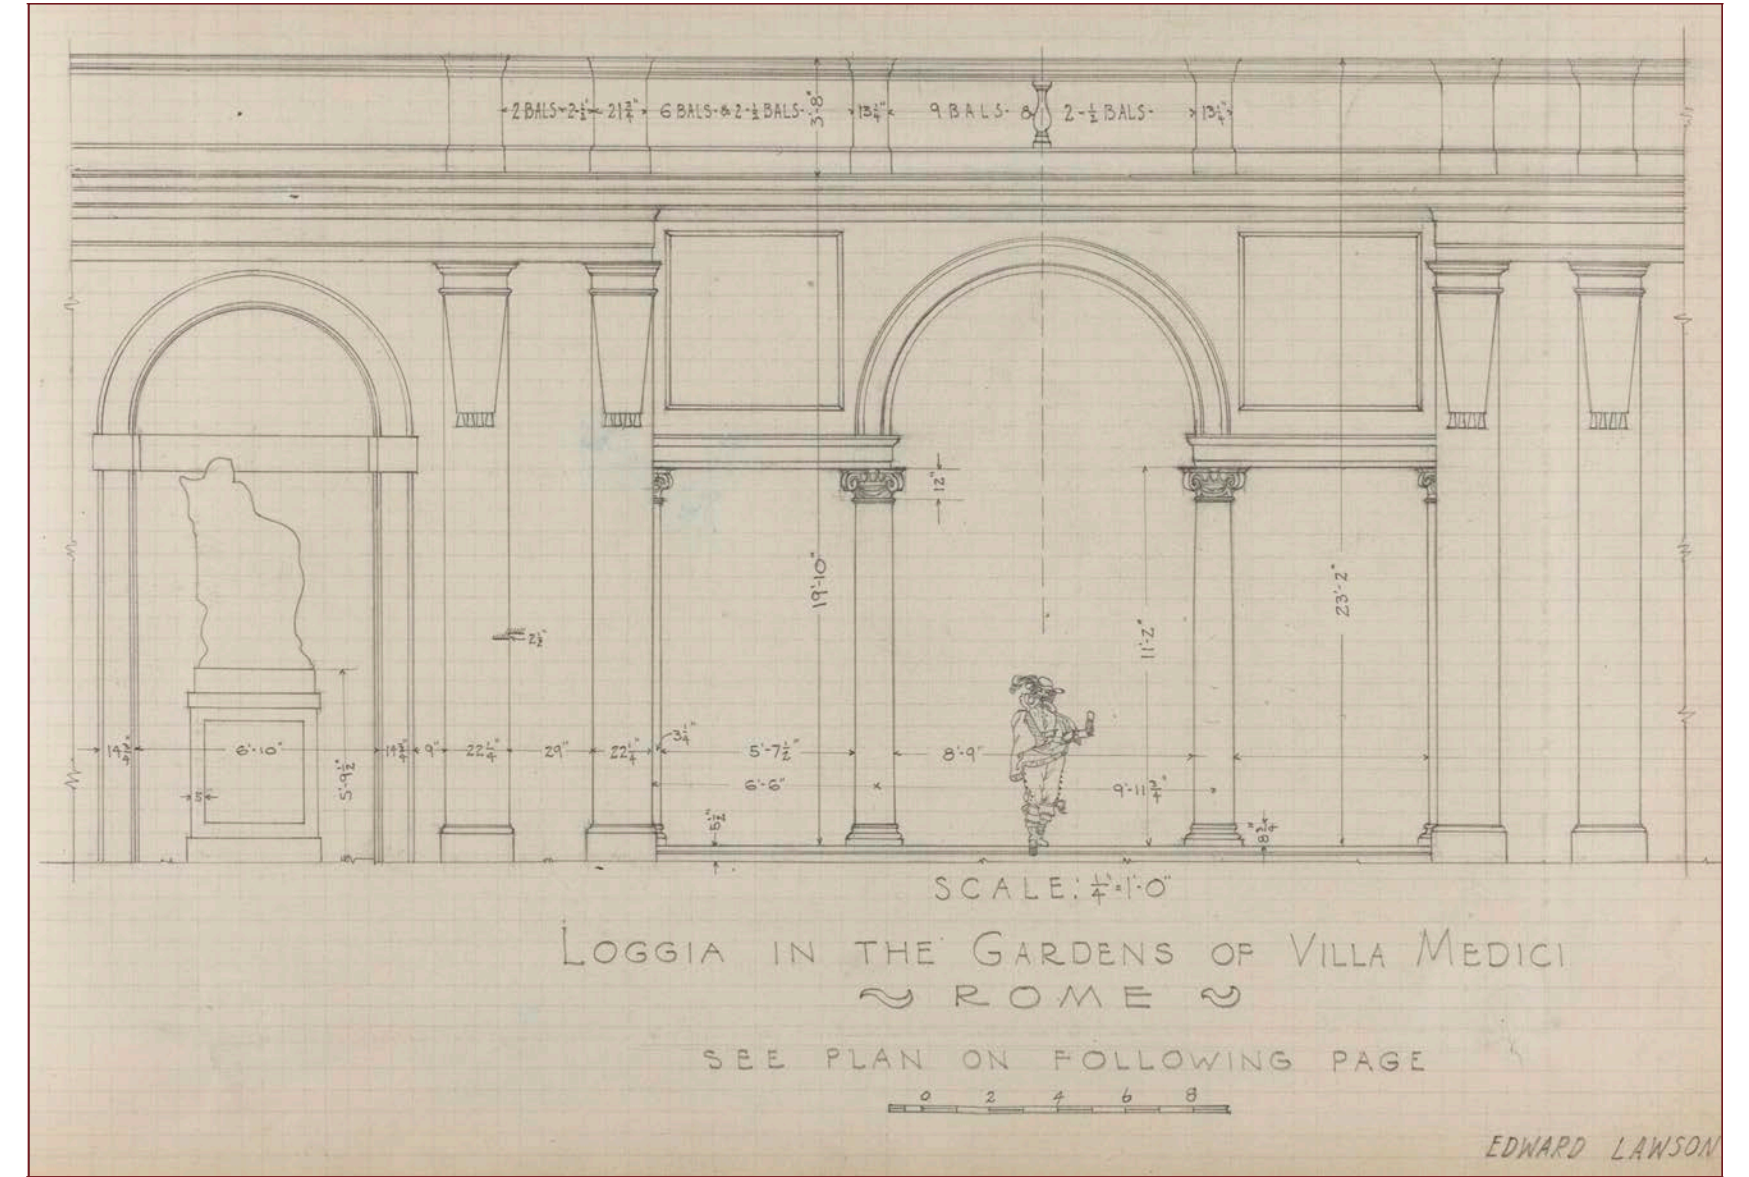 2 BALS-2-½" 21¾" 6 BALS-&2-½ BALS- 3'-8" 13¼" 9 BALS- & 2-½ BALS- 13¼"
12"
19'-10"
23'-2"
11'-2"
2½"
3¼"
14¾" 6'-10" 14¾" 9" 22¼" 29" 22¼" 5'-7½" 8'-9"
5'-9½"
6'-6" 9'-11¾"
5"
5½"
8¾"
SCALE: ¼"=1'-0"
LOGGIA IN THE GARDENS OF VILLA MEDICI
ROME
SEE PLAN ON FOLLOWING PAGE
0 2 4 6 8
EDWARD LAWSON